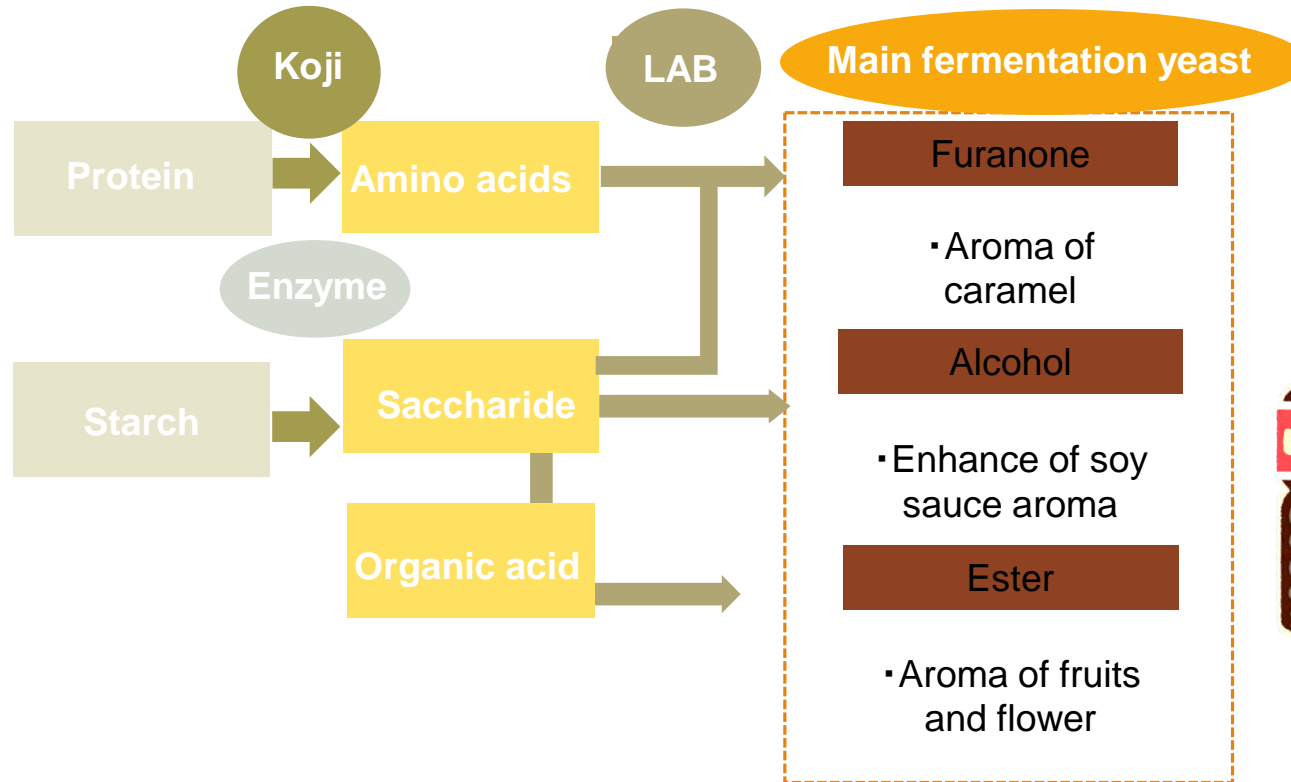 Koji
LAB
Main fermentation yeast
Protein
Amino acids
Furanone
・Aroma of
caramel
Enzyme
Starch
Saccharide
Alcohol
・Enhance of soy
sauce aroma
Organic acid
Ester
・Aroma of fruits
and flower